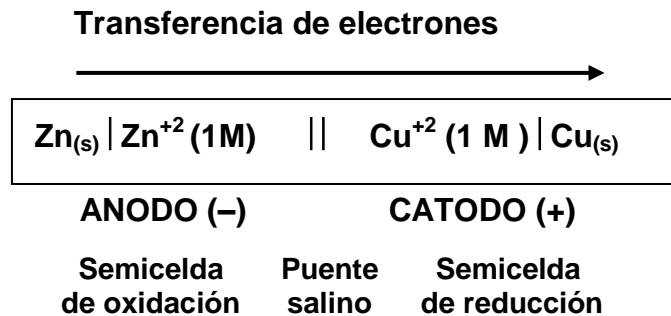 Transferencia de electrones
Zn(s) | Zn+2 (1M) || Cu+2 (1 M ) | Cu(s)
ANODO (–) CATODO (+)
Semicelda Puente Semicelda
de oxidación salino de reducción